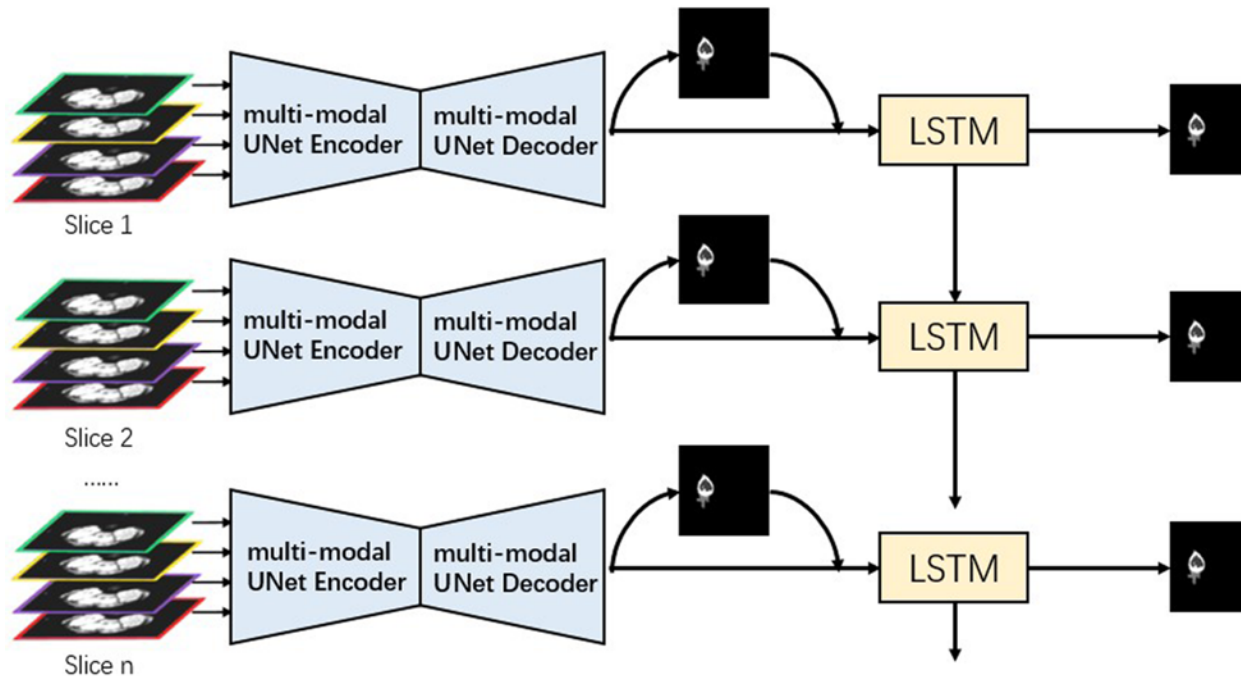 multi-modal
UNet Encoder
multi-modal
UNet Decoder
LSTM
Slice 1
multi-modal
UNet Encoder
multi-modal
UNet Decoder
LSTM
Slice 2
......
multi-modal
UNet Encoder
multi-modal
UNet Decoder
LSTM
Slice n